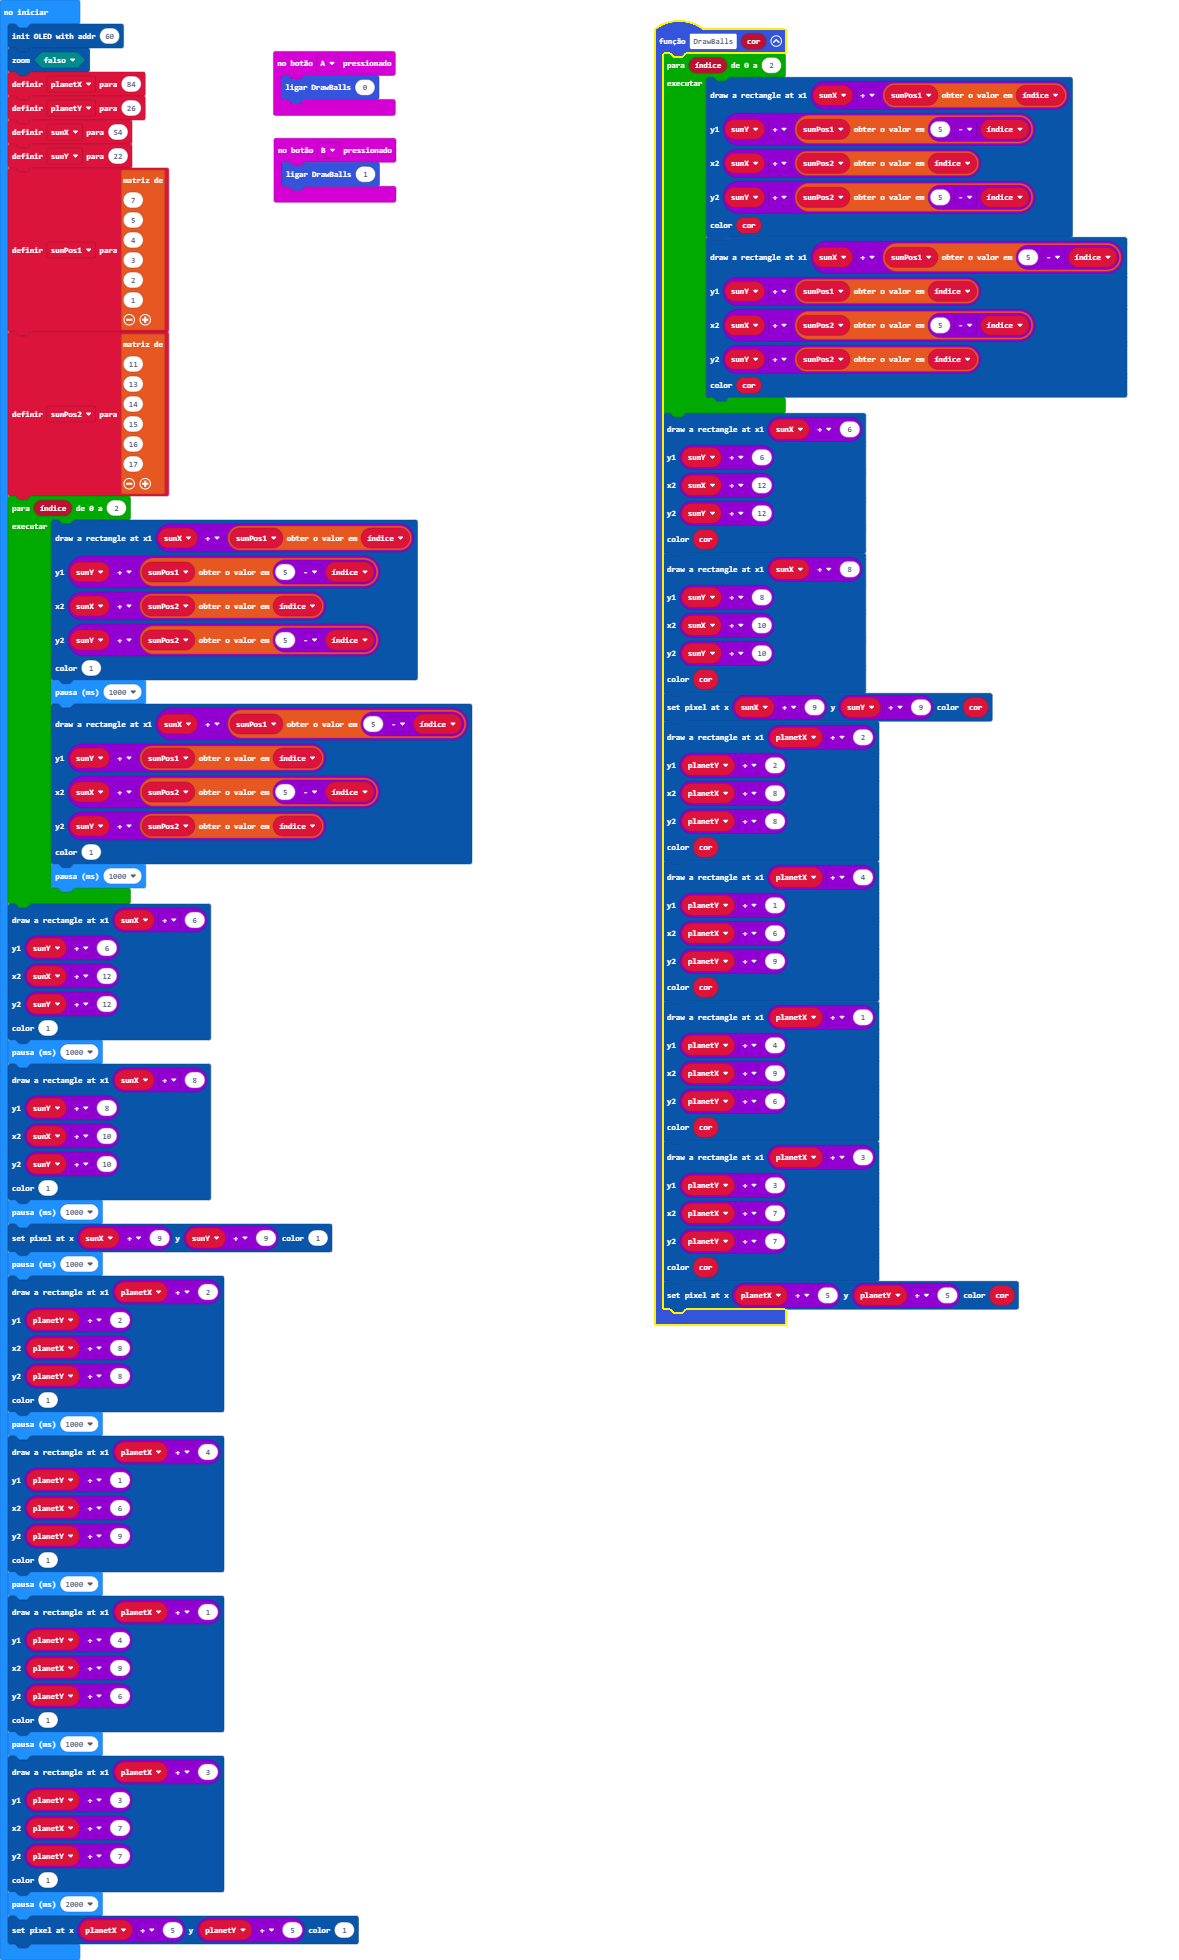 no iniciar
init OLED with addr 60
zoom falso
definir planetX para 84
definir planetY para 26
definir sunX para 54
definir sunY para 22
definir sunPos1 para matriz de
7
5
4
3
2
1
definir sunPos2 para matriz de
11
13
14
15
16
17
para índice de 0 a 2
executar
draw a rectangle at x1 sunX + sunPos1 obter o valor em índice
y1 sunY + sunPos1 obter o valor em 5 - índice
x2 sunX + sunPos2 obter o valor em índice
y2 sunY + sunPos2 obter o valor em 5 - índice
color 1
pausa (ms) 1000
draw a rectangle at x1 sunX + sunPos1 obter o valor em 5 - índice
y1 sunY + sunPos1 obter o valor em índice
x2 sunX + sunPos2 obter o valor em 5 - índice
y2 sunY + sunPos2 obter o valor em índice
color 1
pausa (ms) 1000
draw a rectangle at x1 sunX + 6
y1 sunY + 6
x2 sunX + 12
y2 sunY + 12
color 1
pausa (ms) 1000
draw a rectangle at x1 sunX + 8
y1 sunY + 8
x2 sunX + 10
y2 sunY + 10
color 1
pausa (ms) 1000
set pixel at x sunX + 9 y sunY + 9 color 1
pausa (ms) 1000
draw a rectangle at x1 planetX + 2
y1 planetY + 2
x2 planetX + 8
y2 planetY + 8
color 1
pausa (ms) 1000
draw a rectangle at x1 planetX + 4
y1 planetY + 1
x2 planetX + 6
y2 planetY + 9
color 1
pausa (ms) 1000
draw a rectangle at x1 planetX + 1
y1 planetY + 4
x2 planetX + 9
y2 planetY + 6
color 1
pausa (ms) 1000
draw a rectangle at x1 planetX + 3
y1 planetY + 3
x2 planetX + 7
y2 planetY + 7
color 1
pausa (ms) 2000
set pixel at x planetX + 5 y planetY + 5 color 1
no botão A pressionado
ligar DrawBalls 0
no botão B pressionado
ligar DrawBalls 1
função DrawBalls cor
para índice de 0 a 2
executar
draw a rectangle at x1 sunX + sunPos1 obter o valor em índice
y1 sunY + sunPos1 obter o valor em 5 - índice
x2 sunX + sunPos2 obter o valor em índice
y2 sunY + sunPos2 obter o valor em 5 - índice
color cor
draw a rectangle at x1 sunX + sunPos1 obter o valor em 5 - índice
y1 sunY + sunPos1 obter o valor em índice
x2 sunX + sunPos2 obter o valor em 5 - índice
y2 sunY + sunPos2 obter o valor em índice
color cor
draw a rectangle at x1 sunX + 6
y1 sunY + 6
x2 sunX + 12
y2 sunY + 12
color cor
draw a rectangle at x1 sunX + 8
y1 sunY + 8
x2 sunX + 10
y2 sunY + 10
color cor
set pixel at x sunX + 9 y sunY + 9 color cor
draw a rectangle at x1 planetX + 2
y1 planetY + 2
x2 planetX + 8
y2 planetY + 8
color cor
draw a rectangle at x1 planetX + 4
y1 planetY + 1
x2 planetX + 6
y2 planetY + 9
color cor
draw a rectangle at x1 planetX + 1
y1 planetY + 4
x2 planetX + 9
y2 planetY + 6
color cor
draw a rectangle at x1 planetX + 3
y1 planetY + 3
x2 planetX + 7
y2 planetY + 7
color cor
set pixel at x planetX + 5 y planetY + 5 color cor